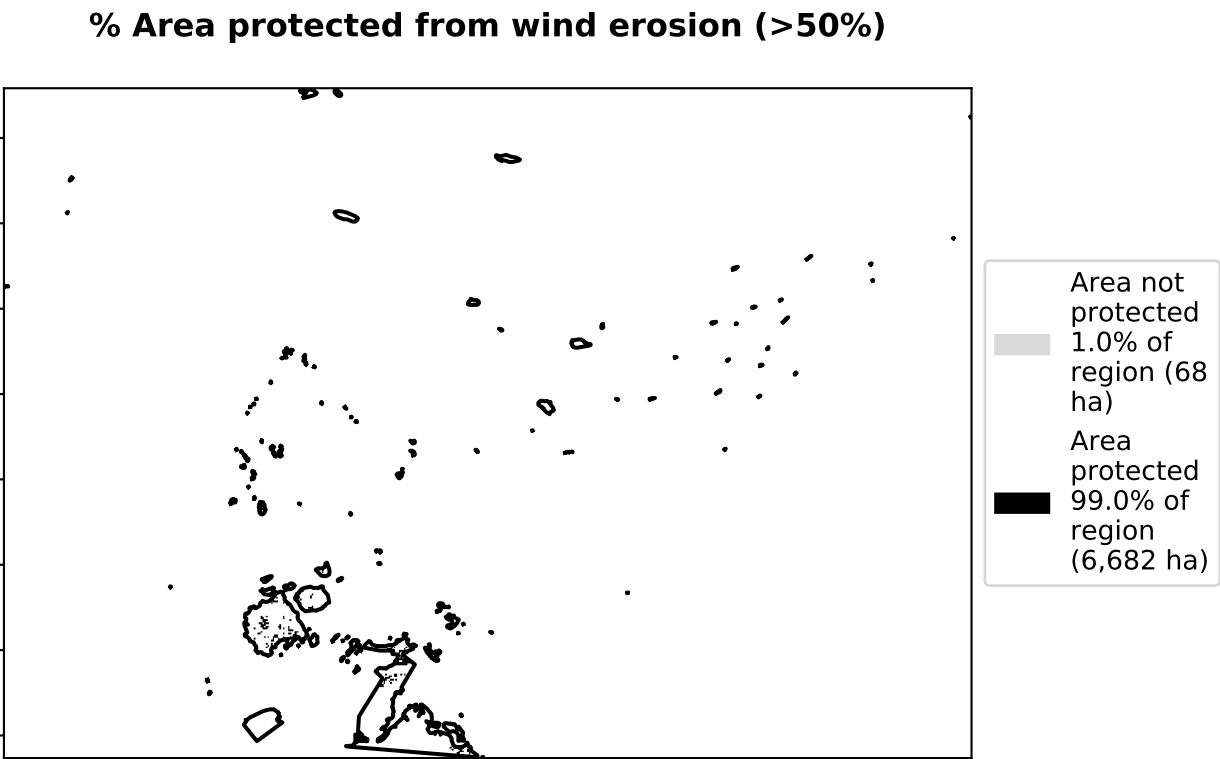 % Area protected from wind erosion (>50%)
Area not
protected
1.0% of
region (68
ha)
Area
protected
99.0% of
region
(6,682 ha)